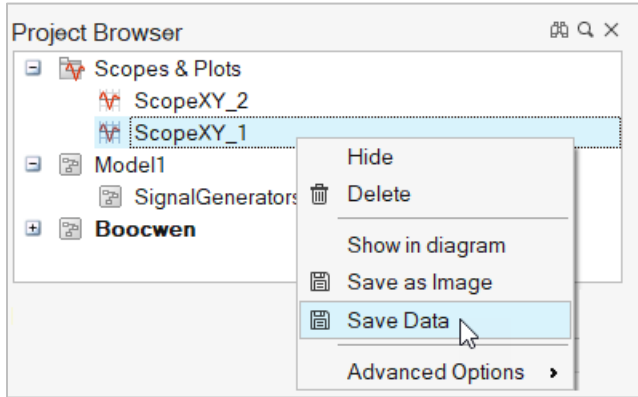 Project Browser
Scopes & Plots
ScopeXY_2
ScopeXY_1
Model1
SignalGenerators
Boocwen
Hide
Delete
Show in diagram
Save as Image
Save Data
Advanced Options